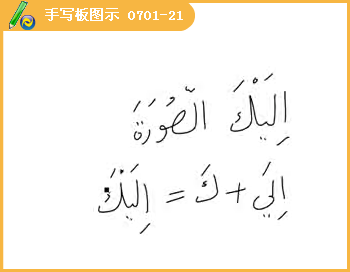 手写板图示 0701-21
اِلَيْكَ الصُّورَةَ
اِلَي + كَ = اِلَيْكَ